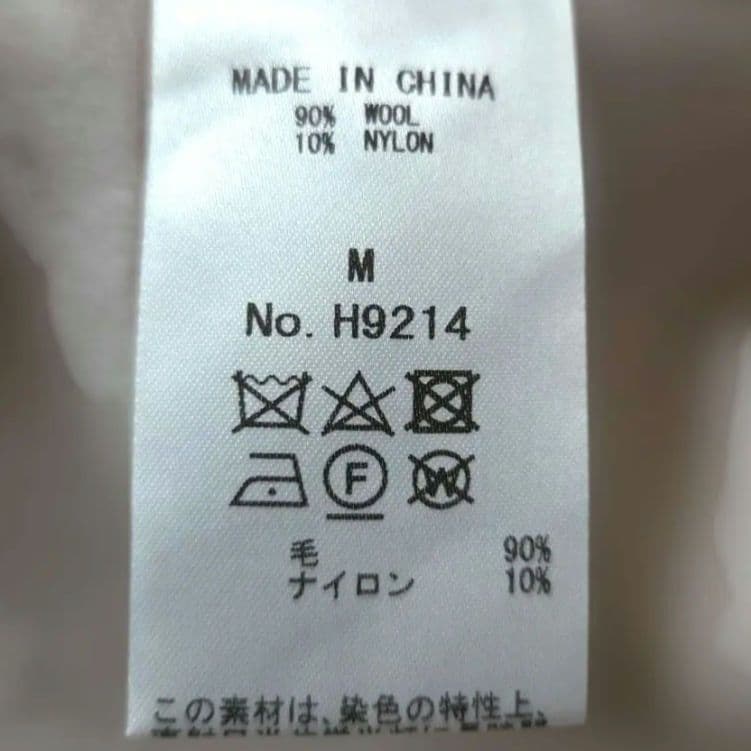 MADE IN CHINA
90% WOOL
10% NYLON
M
No. H9214
F W
毛 90%
ナイロン 10%
この素材は、染色の特性上、